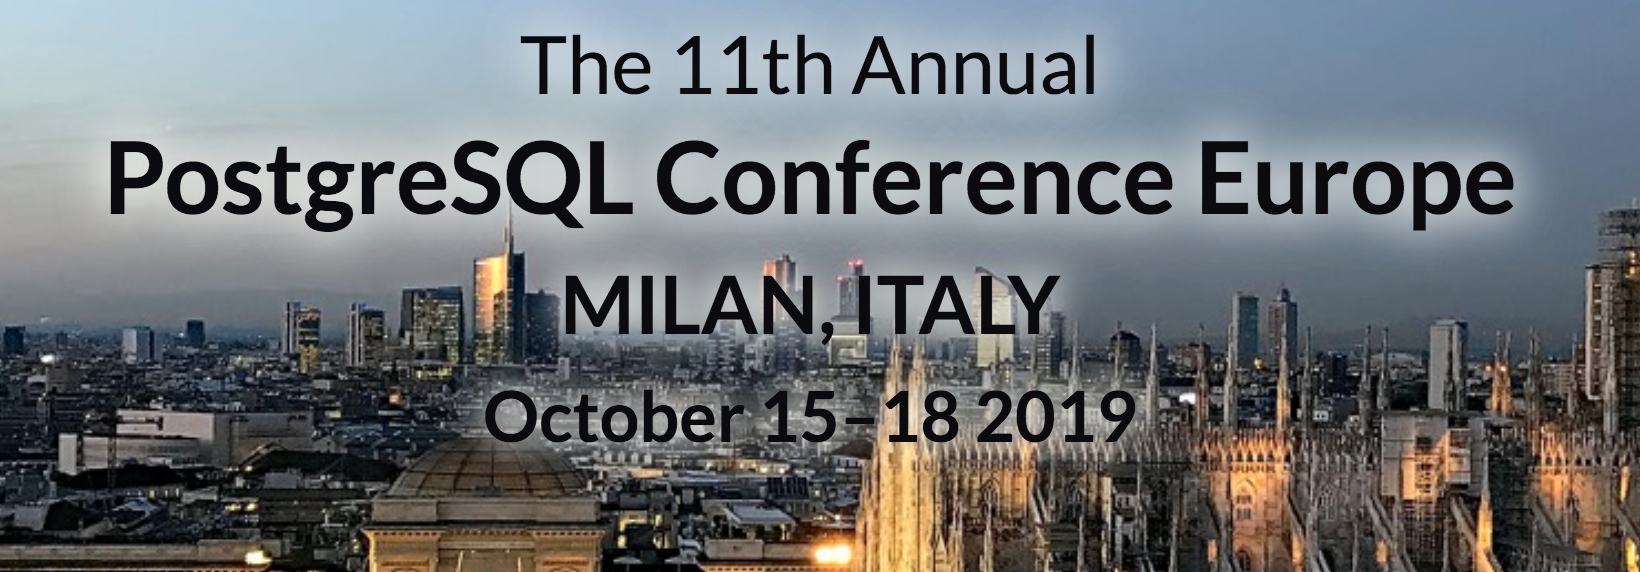 The 11th Annual
PostgreSQL Conference Europe
MILAN, ITALY
October 15–18 2019